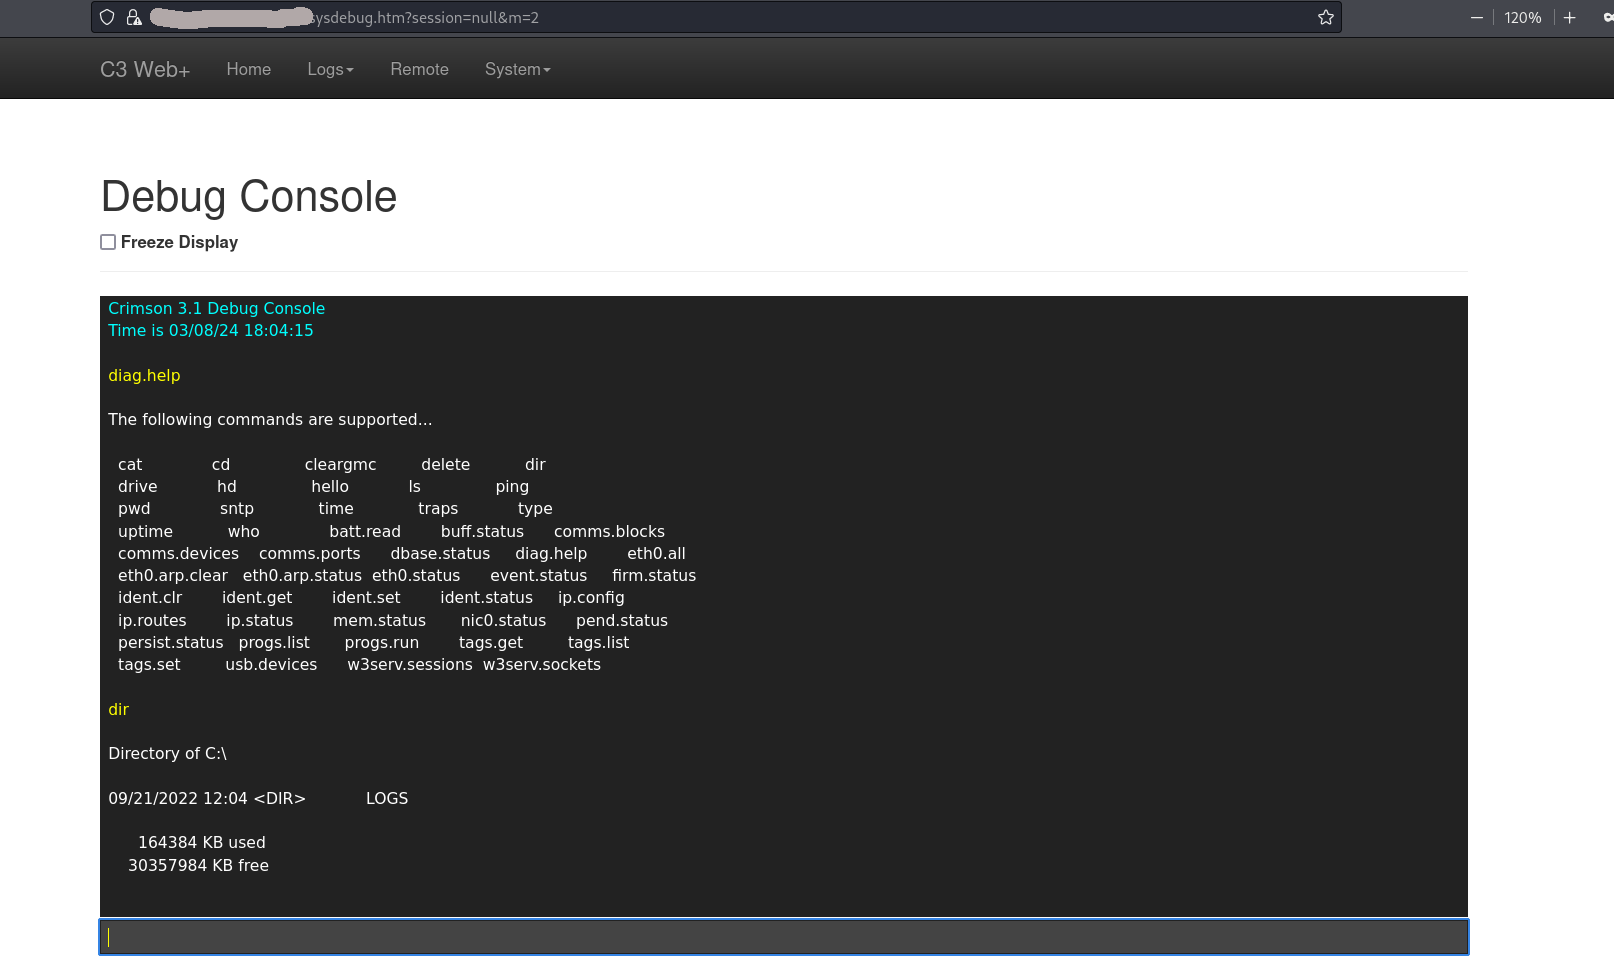 sysdebug.htm?session=null&m=2 120%
C3 Web+ Home Logs Remote System
Debug Console
Freeze Display
Crimson 3.1 Debug Console
Time is 03/08/24 18:04:15
diag.help
The following commands are supported...
cat cd cleargmc delete dir
drive hd hello ls ping
pwd sntp time traps type
uptime who batt.read buff.status comms.blocks
comms.devices comms.ports dbase.status diag.help eth0.all
eth0.arp.clear eth0.arp.status eth0.status event.status firm.status
ident.clr ident.get ident.set ident.status ip.config
ip.routes ip.status mem.status nic0.status pend.status
persist.status progs.list progs.run tags.get tags.list
tags.set usb.devices w3serv.sessions w3serv.sockets
dir
Directory of C:\
09/21/2022 12:04 <DIR> LOGS
164384 KB used
30357984 KB free